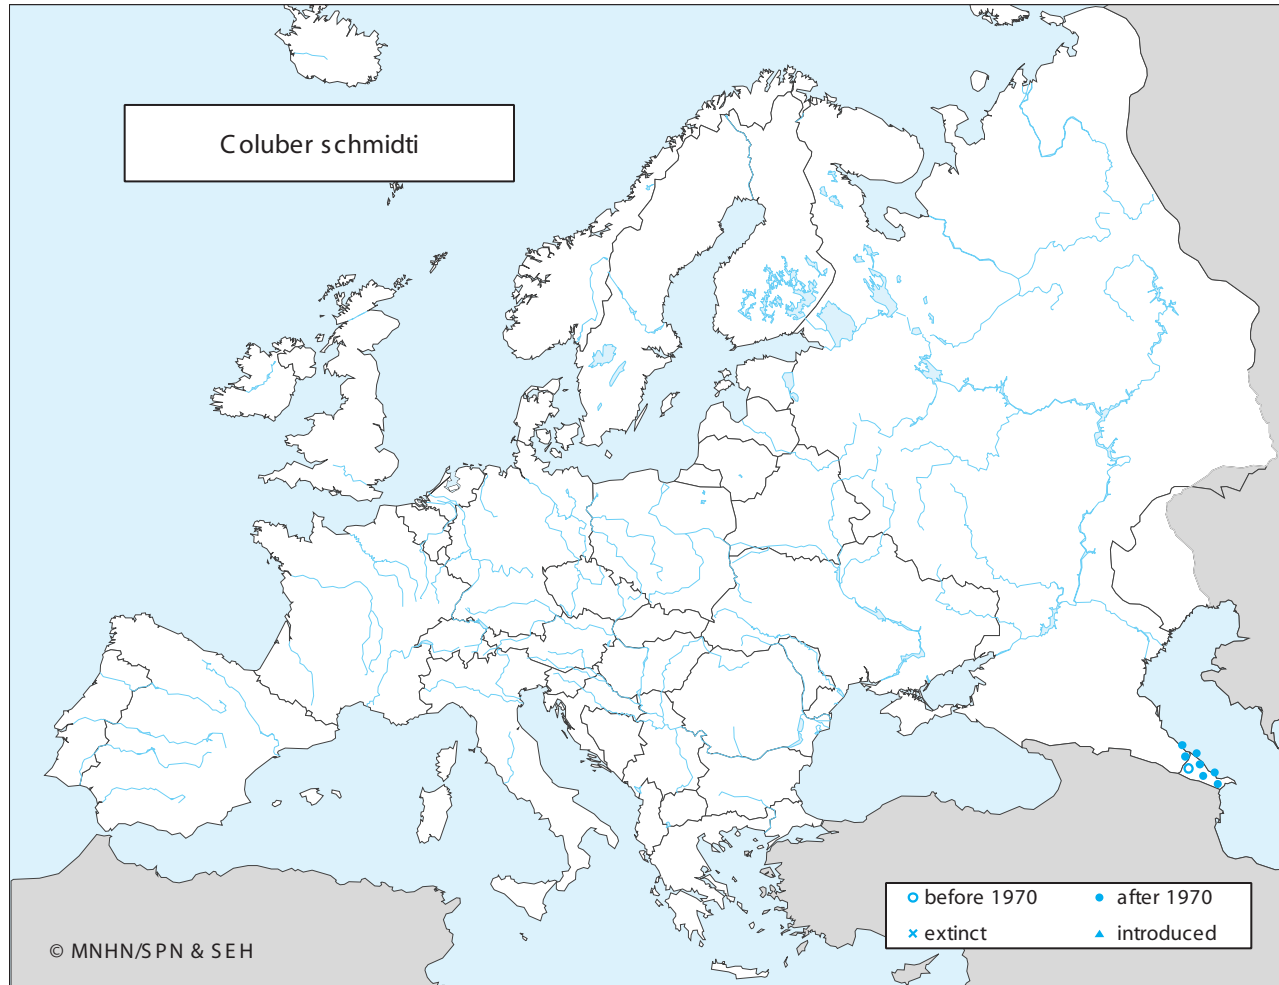 Coluber schmidti
before 1970
after 1970
extinct
introduced
© MNHN/SPN & SEH